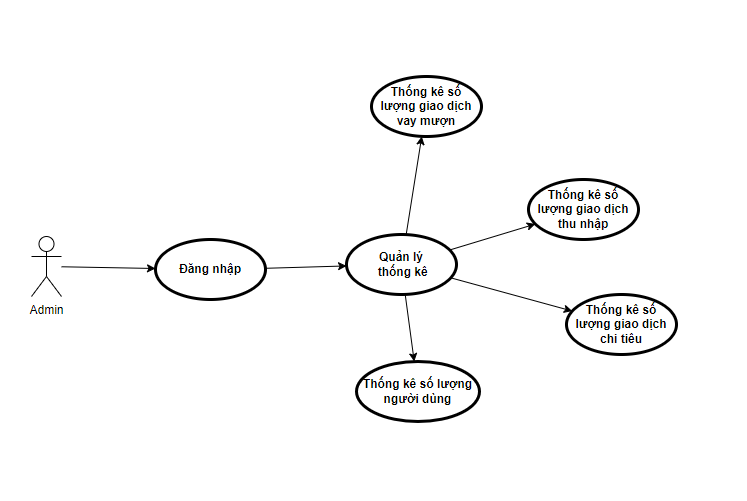 Thống kê số
lượng giao dịch
vay mượn
Thống kê số
lượng giao dịch
thu nhập
Đăng nhập
Quản lý
thống kê
Admin
Thống kê số
lượng giao dịch
chi tiêu
Thống kê số lượng
người dùng